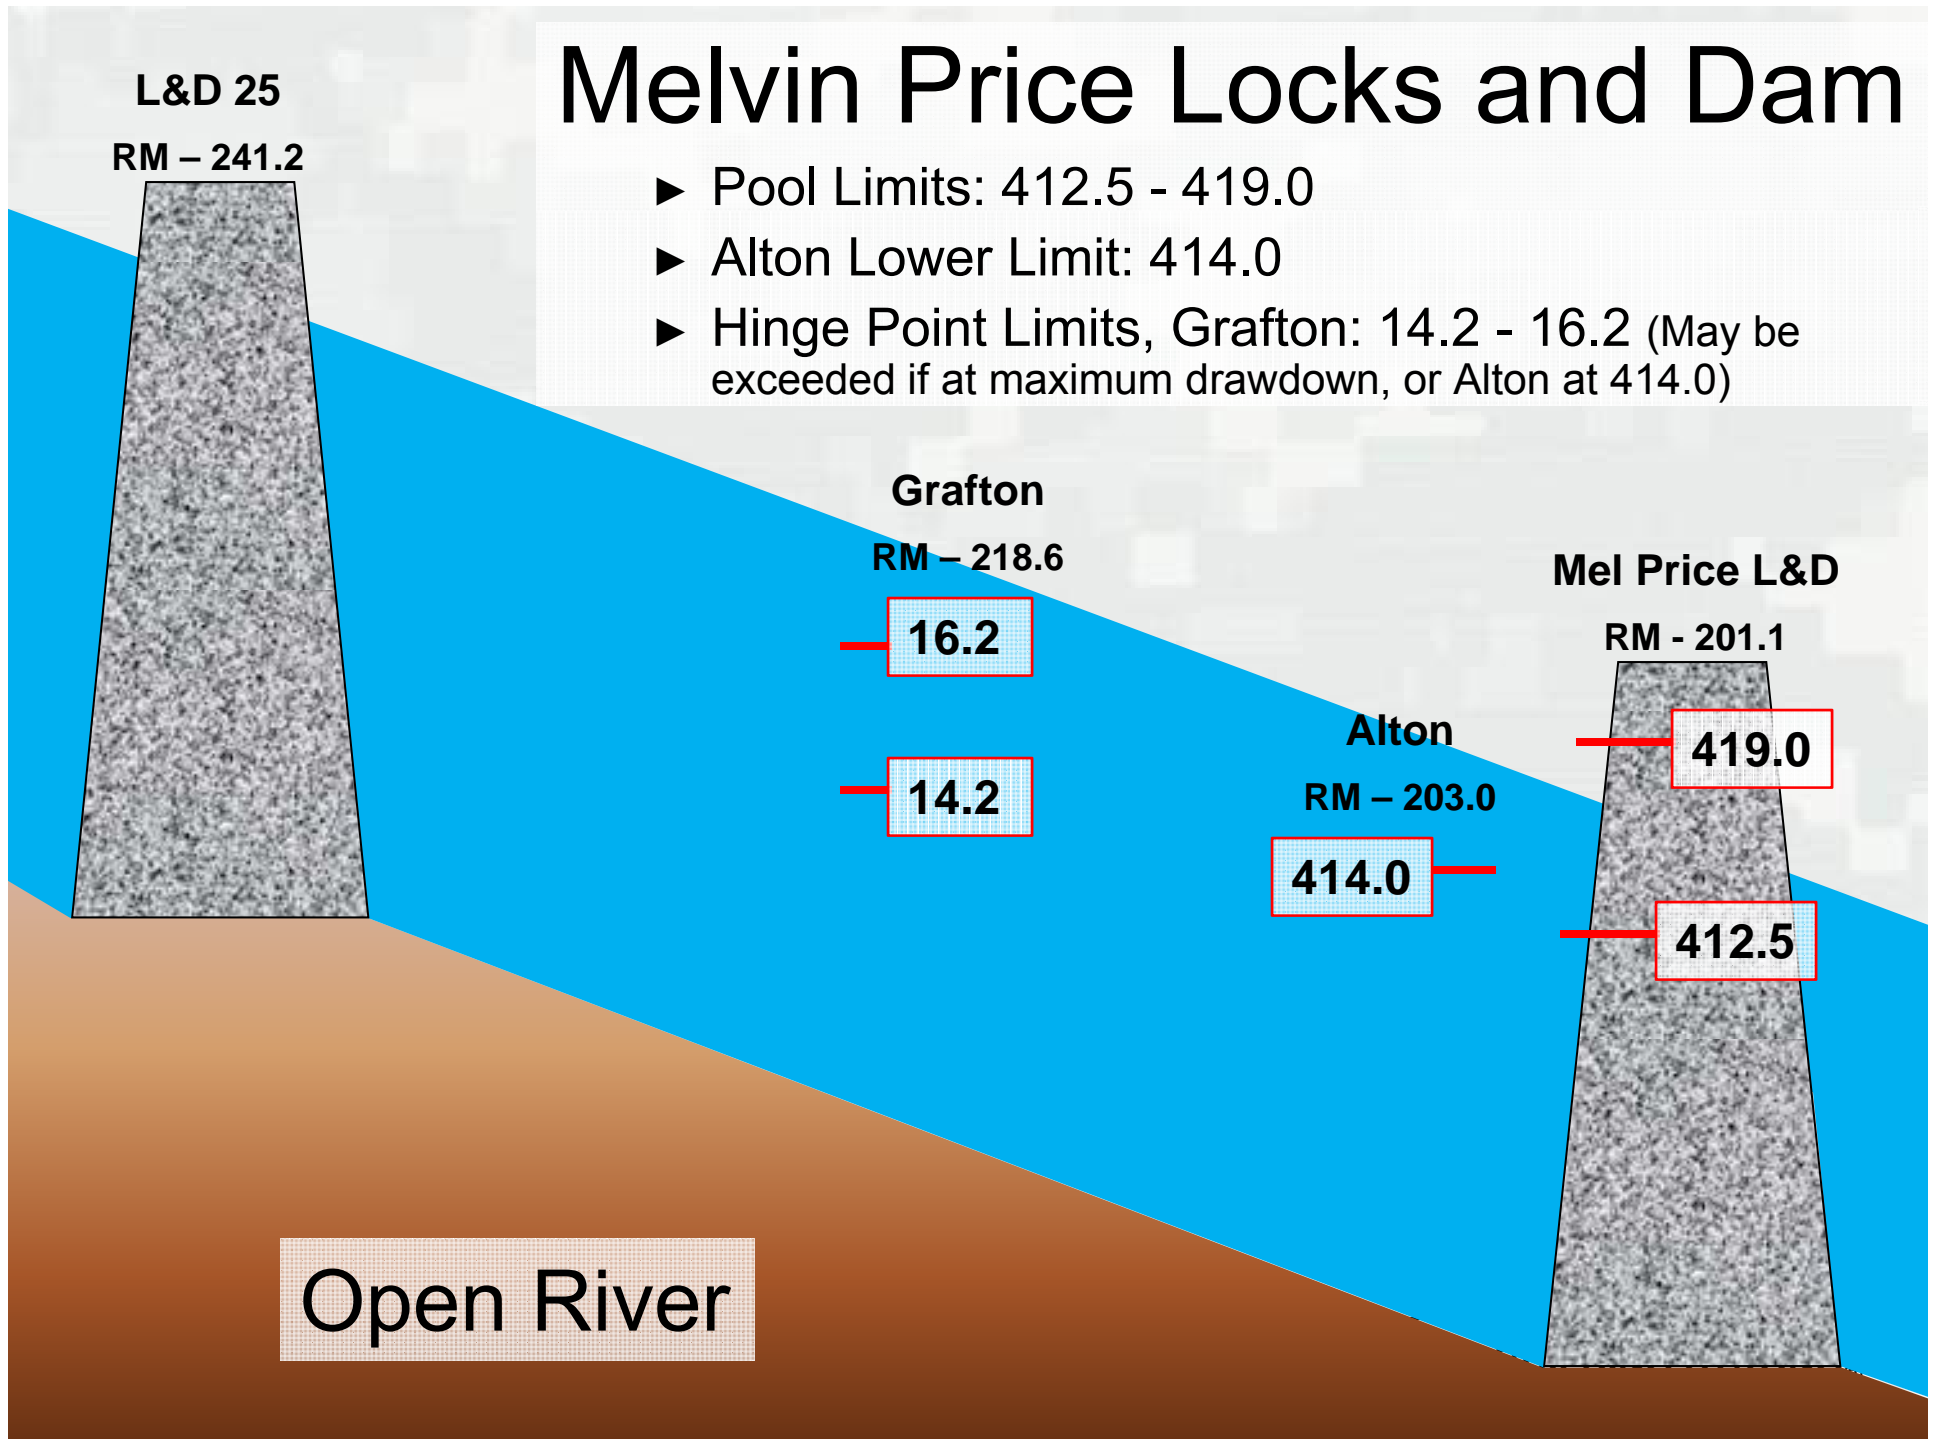 Melvin Price Locks and Dam
► Pool Limits: 412.5 - 419.0
► Alton Lower Limit: 414.0
► Hinge Point Limits, Grafton: 14.2 - 16.2 (May be
exceeded if at maximum drawdown, or Alton at 414.0)
L&D 25
RM – 241.2
Grafton
RM – 218.6
16.2
14.2
Alton
RM – 203.0
414.0
Mel Price L&D
RM - 201.1
419.0
412.5
Open River